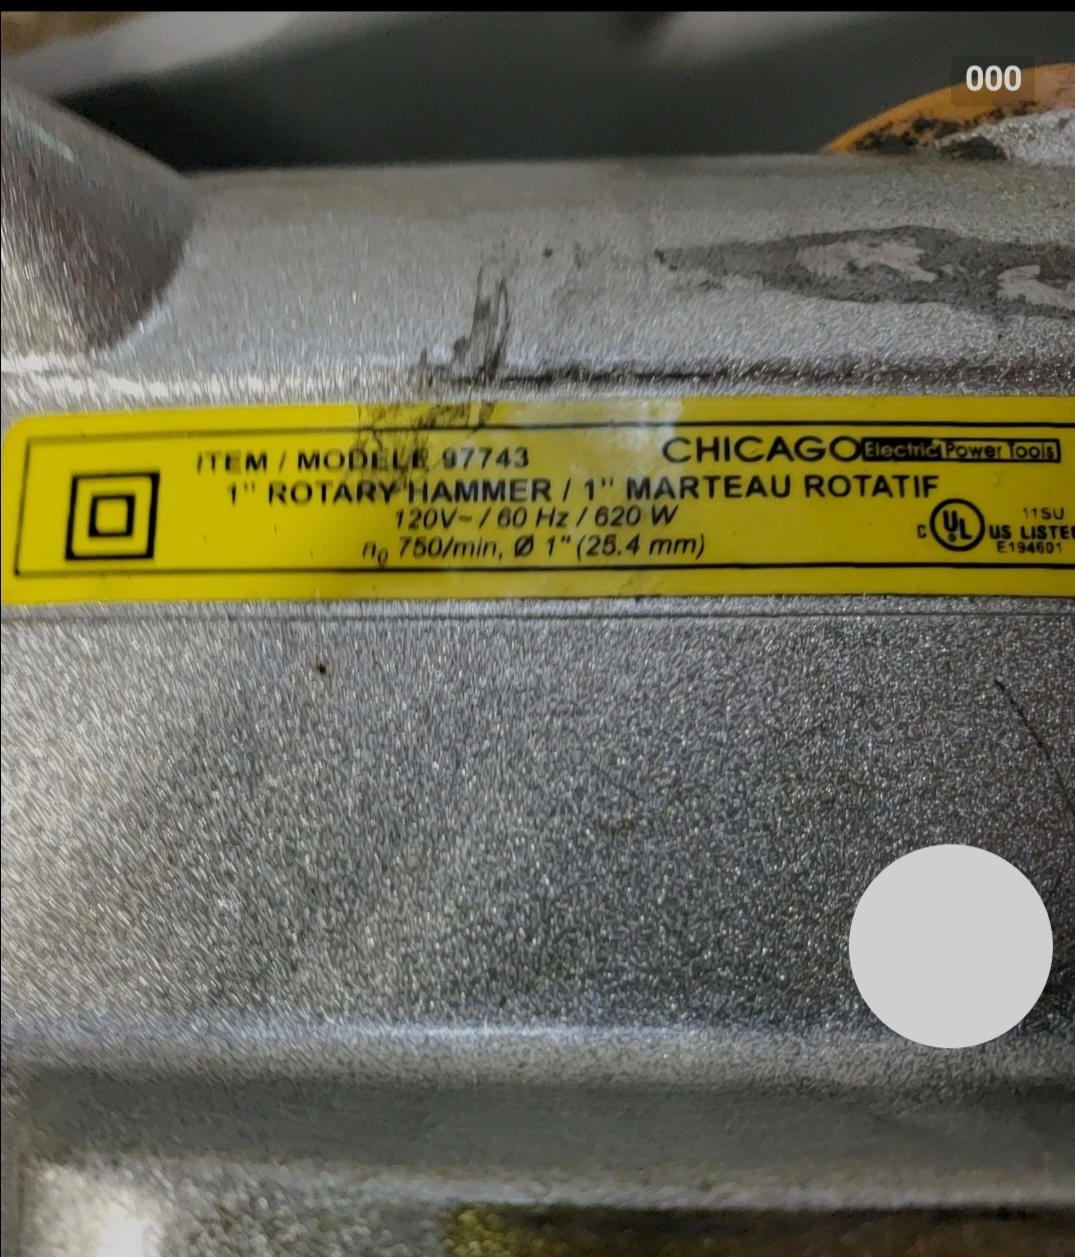 000
ITEM / MODELE 97743
CHICAGO Electric Power Tools
1" ROTARY HAMMER / 1" MARTEAU ROTATIF
120V~ / 60 Hz / 620 W
n₀ 750/min, Ø 1" (25.4 mm)
C UL US LISTED
11SU
E194601